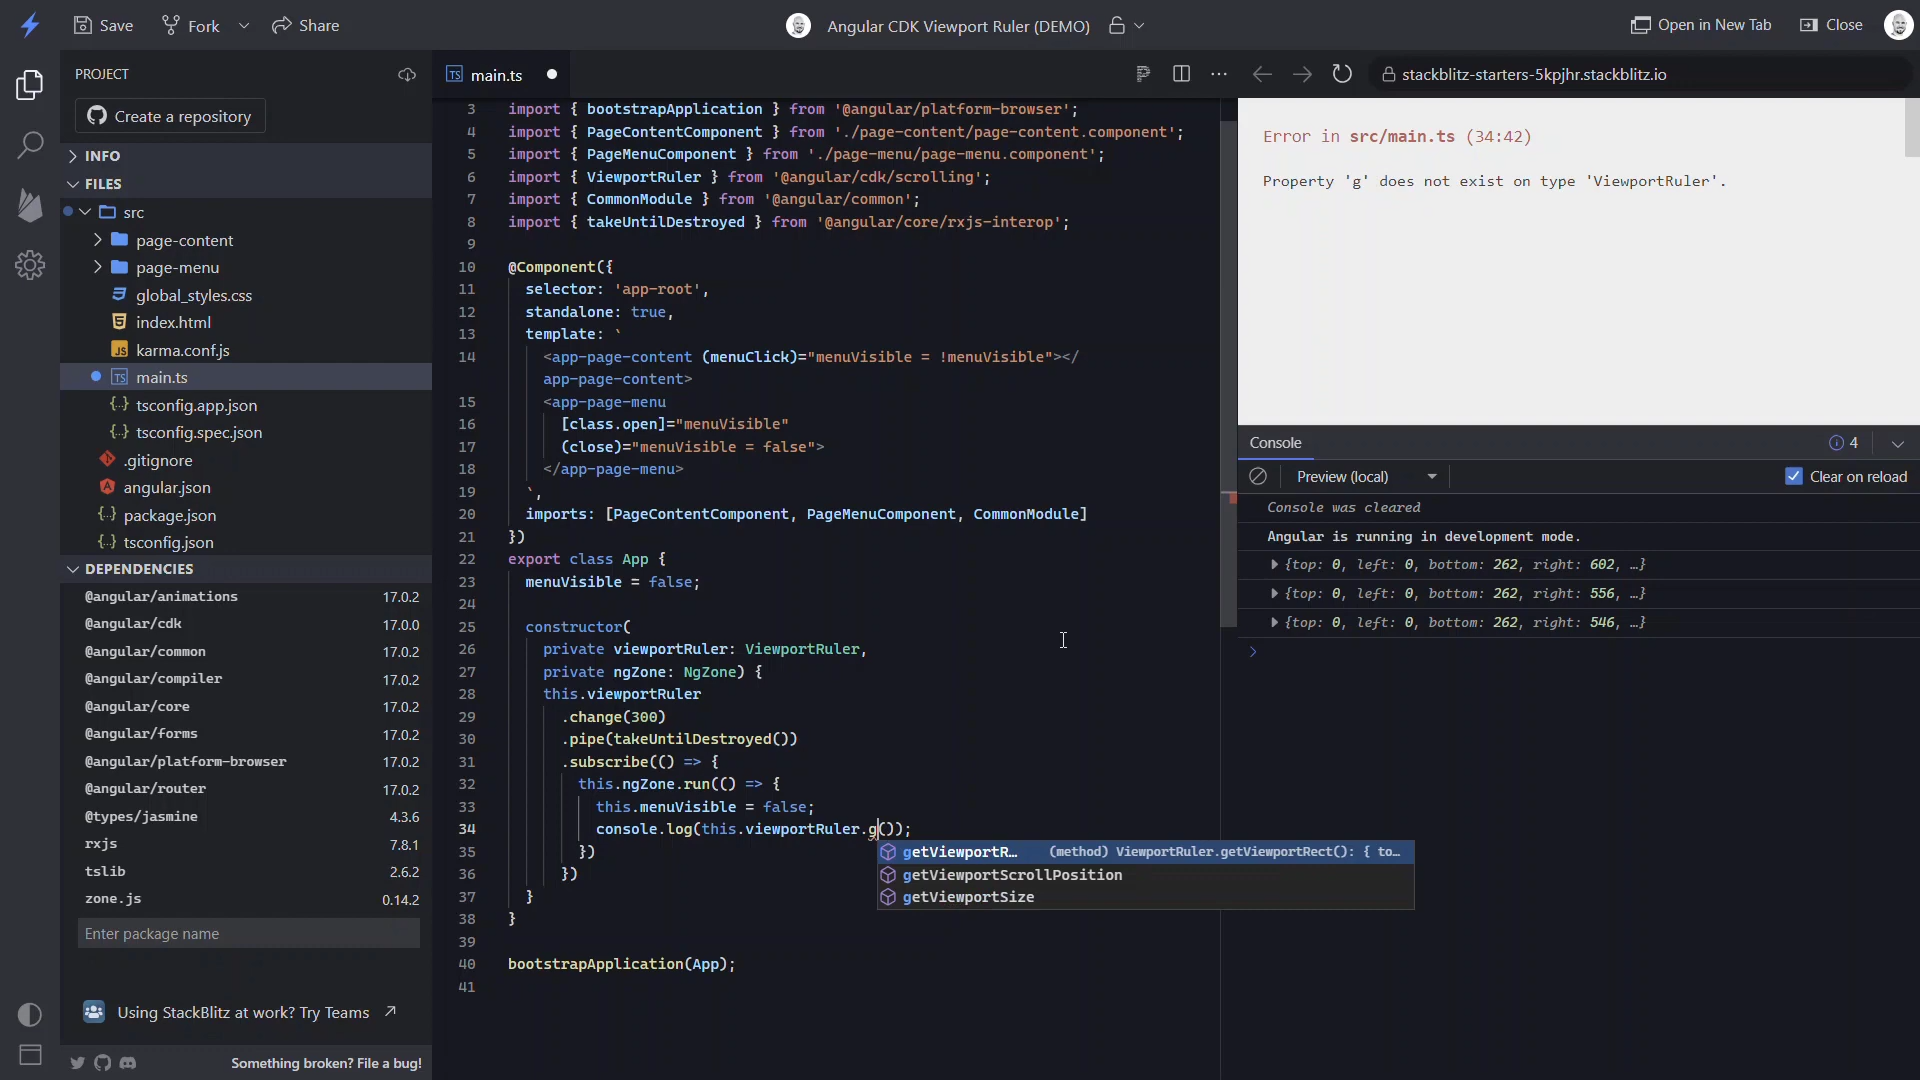 Save
Fork
Share
Angular CDK Viewport Ruler (DEMO)
Open in New Tab
Close
PROJECT
Create a repository
INFO
FILES
src
page-content
page-menu
global_styles.css
index.html
JS karma.conf.js
TS main.ts
{..} tsconfig.app.json
{..} tsconfig.spec.json
.gitignore
angular.json
{..} package.json
{..} tsconfig.json
DEPENDENCIES
@angular/animations 17.0.2
@angular/cdk 17.0.0
@angular/common 17.0.2
@angular/compiler 17.0.2
@angular/core 17.0.2
@angular/forms 17.0.2
@angular/platform-browser 17.0.2
@angular/router 17.0.2
@types/jasmine 4.3.6
rxjs 7.8.1
tslib 2.6.2
zone.js 0.14.2
Enter package name
Using StackBlitz at work? Try Teams
Something broken? File a bug!
TS main.ts
3 import { bootstrapApplication } from '@angular/platform-browser';
4 import { PageContentComponent } from './page-content/page-content.component';
5 import { PageMenuComponent } from './page-menu/page-menu.component';
6 import { ViewportRuler } from '@angular/cdk/scrolling';
7 import { CommonModule } from '@angular/common';
8 import { takeUntilDestroyed } from '@angular/core/rxjs-interop';
9
10 @Component({
11 selector: 'app-root',
12 standalone: true,
13 template: `
14 <app-page-content (menuClick)="menuVisible = !menuVisible"></
app-page-content>
15 <app-page-menu
16 [class.open]="menuVisible"
17 (close)="menuVisible = false">
18 </app-page-menu>
19 `,
20 imports: [PageContentComponent, PageMenuComponent, CommonModule]
21 })
22 export class App {
23 menuVisible = false;
24
25 constructor(
26 private viewportRuler: ViewportRuler,
27 private ngZone: NgZone) {
28 this.viewportRuler
29 .change(300)
30 .pipe(takeUntilDestroyed())
31 .subscribe(() => {
32 this.ngZone.run(() => {
33 this.menuVisible = false;
34 console.log(this.viewportRuler.g());
35 })
36 })
37 }
38 }
39
40 bootstrapApplication(App);
41
getViewportR… (method) ViewportRuler.getViewportRect(): { to…
getViewportScrollPosition
getViewportSize
stackblitz-starters-5kpjhr.stackblitz.io
Error in src/main.ts (34:42)
Property 'g' does not exist on type 'ViewportRuler'.
Console
4
Preview (local)
Clear on reload
Console was cleared
Angular is running in development mode.
{top: 0, left: 0, bottom: 262, right: 602, …}
{top: 0, left: 0, bottom: 262, right: 556, …}
{top: 0, left: 0, bottom: 262, right: 546, …}